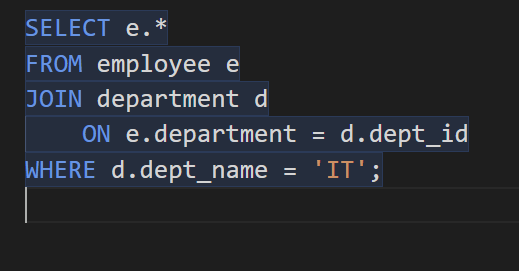 SELECT e.*
FROM employee e
JOIN department d
    ON e.department = d.dept_id
WHERE d.dept_name = 'IT';